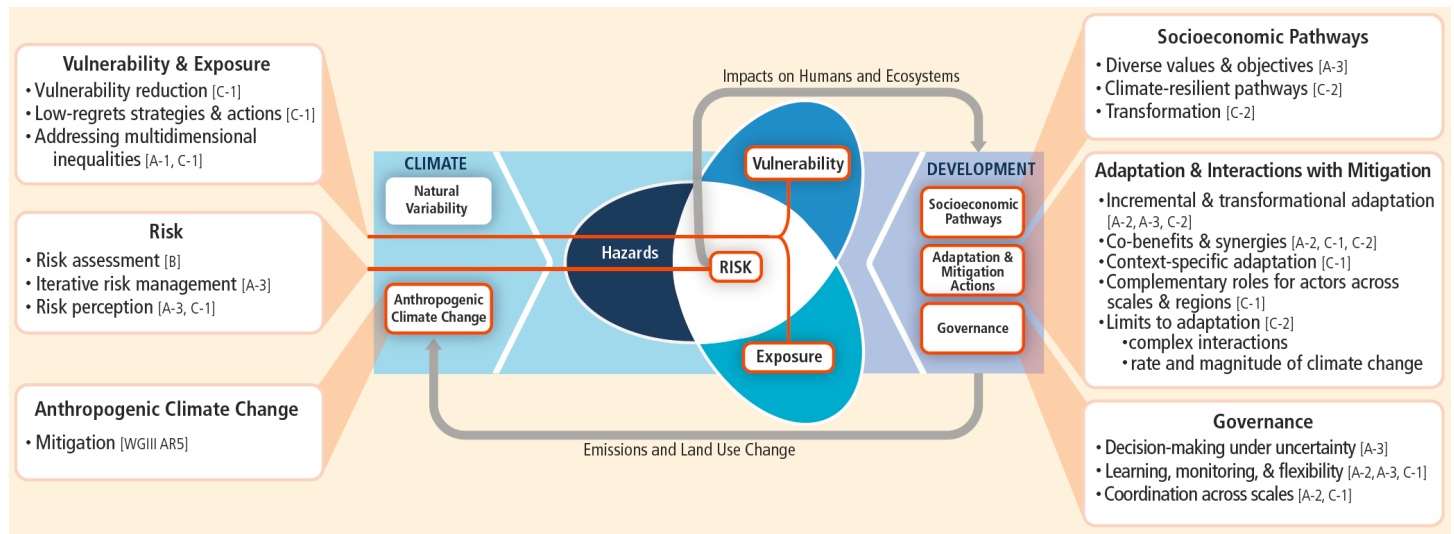 Vulnerability & Exposure
• Vulnerability reduction [C-1]
• Low-regrets strategies & actions [C-1]
• Addressing multidimensional
inequalities [A-1, C-1]
Risk
• Risk assessment [B]
• Iterative risk management [A-3]
• Risk perception [A-3, C-1]
Anthropogenic Climate Change
• Mitigation [WGIII AR5]
Impacts on Humans and Ecosystems
CLIMATE
Natural
Variability
Anthropogenic
Climate Change
Hazards
Vulnerability
RISK
Exposure
DEVELOPMENT
Socioeconomic
Pathways
Adaptation &
Mitigation
Actions
Governance
Emissions and Land Use Change
Socioeconomic Pathways
• Diverse values & objectives [A-3]
• Climate-resilient pathways [C-2]
• Transformation [C-2]
Adaptation & Interactions with Mitigation
• Incremental & transformational adaptation
[A-2, A-3, C-2]
• Co-benefits & synergies [A-2, C-1, C-2]
• Context-specific adaptation [C-1]
• Complementary roles for actors across
scales & regions [C-1]
• Limits to adaptation [C-2]
• complex interactions
• rate and magnitude of climate change
Governance
• Decision-making under uncertainty [A-3]
• Learning, monitoring, & flexibility [A-2, A-3, C-1]
• Coordination across scales [A-2, C-1]